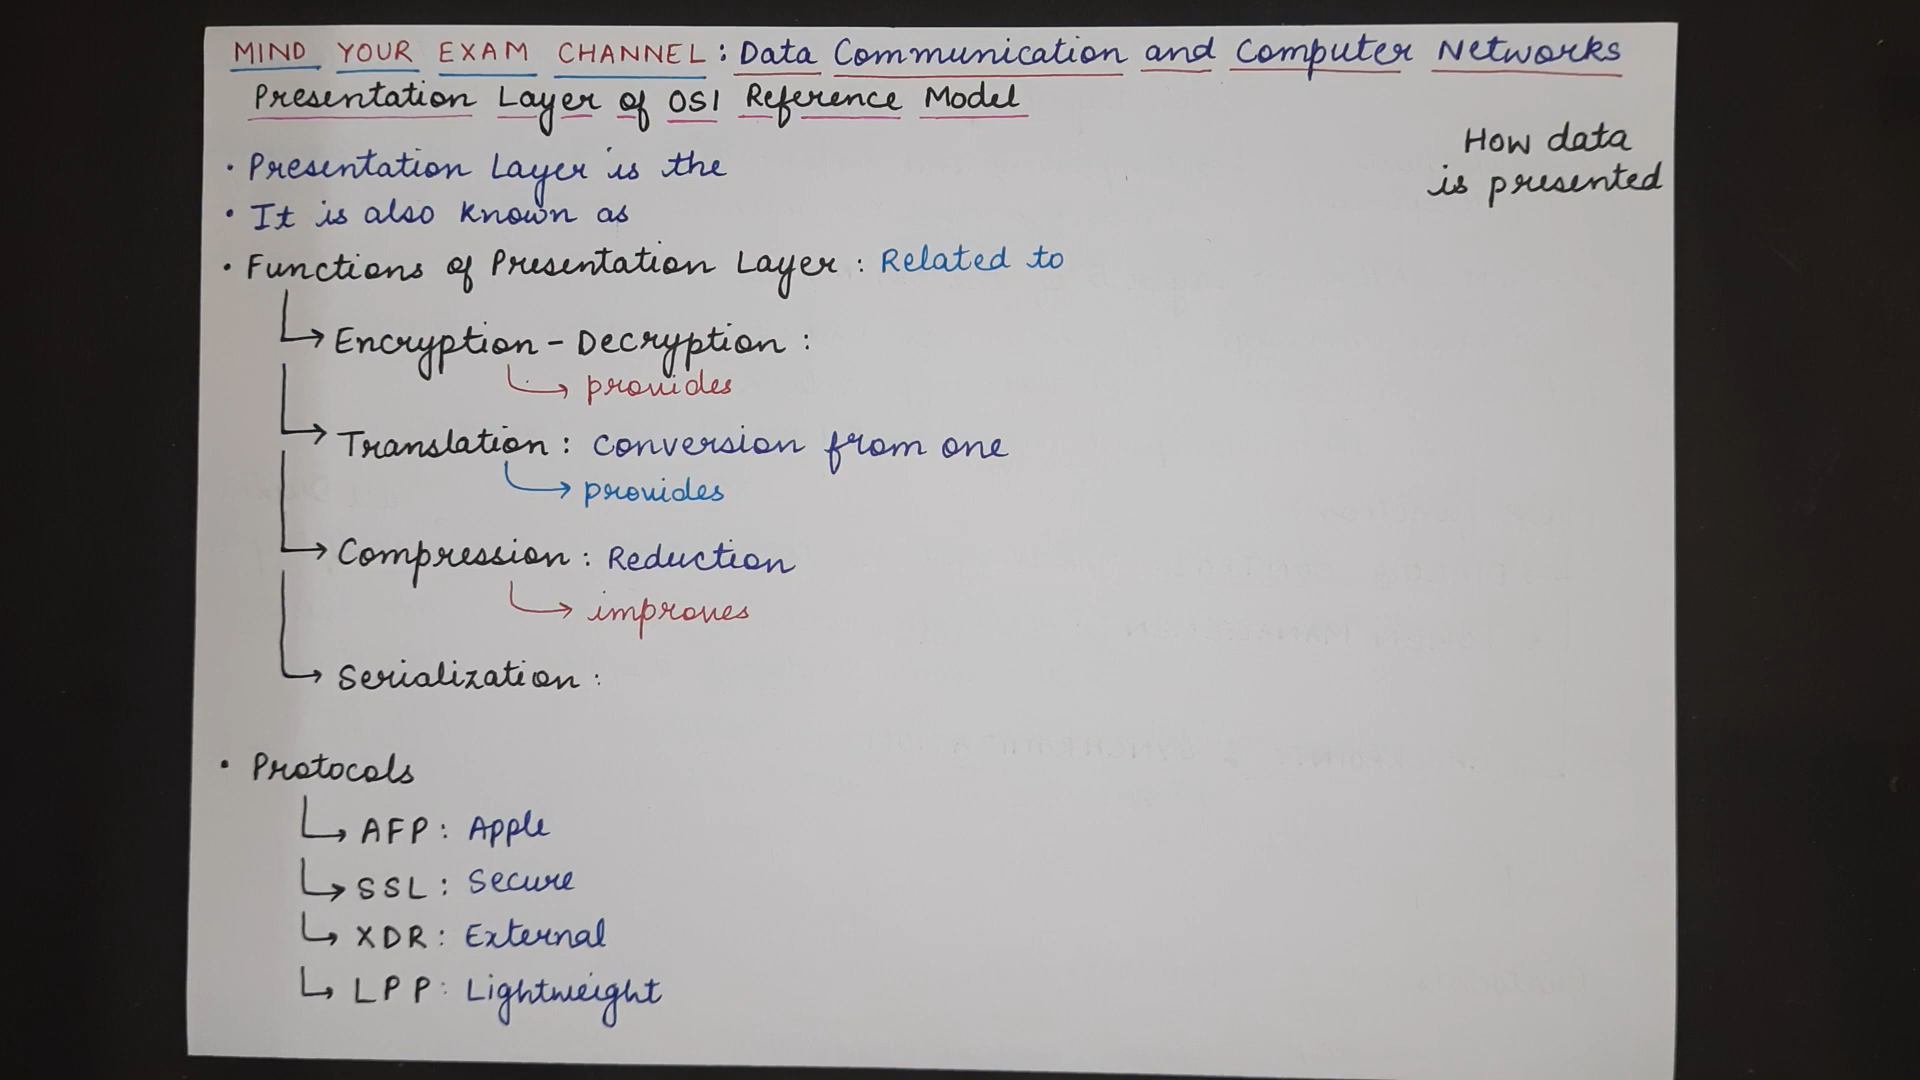 MIND YOUR EXAM CHANNEL : Data Communication and Computer Networks
Presentation Layer of OSI Reference Model
How data
is presented
• Presentation Layer is the
• It is also known as
• Functions of Presentation Layer : Related to
Encryption - Decryption :
provides
Translation : conversion from one
provides
Compression : Reduction
improves
Serialization :
• Protocols
AFP : Apple
SSL : Secure
XDR : External
LPP : Lightweight